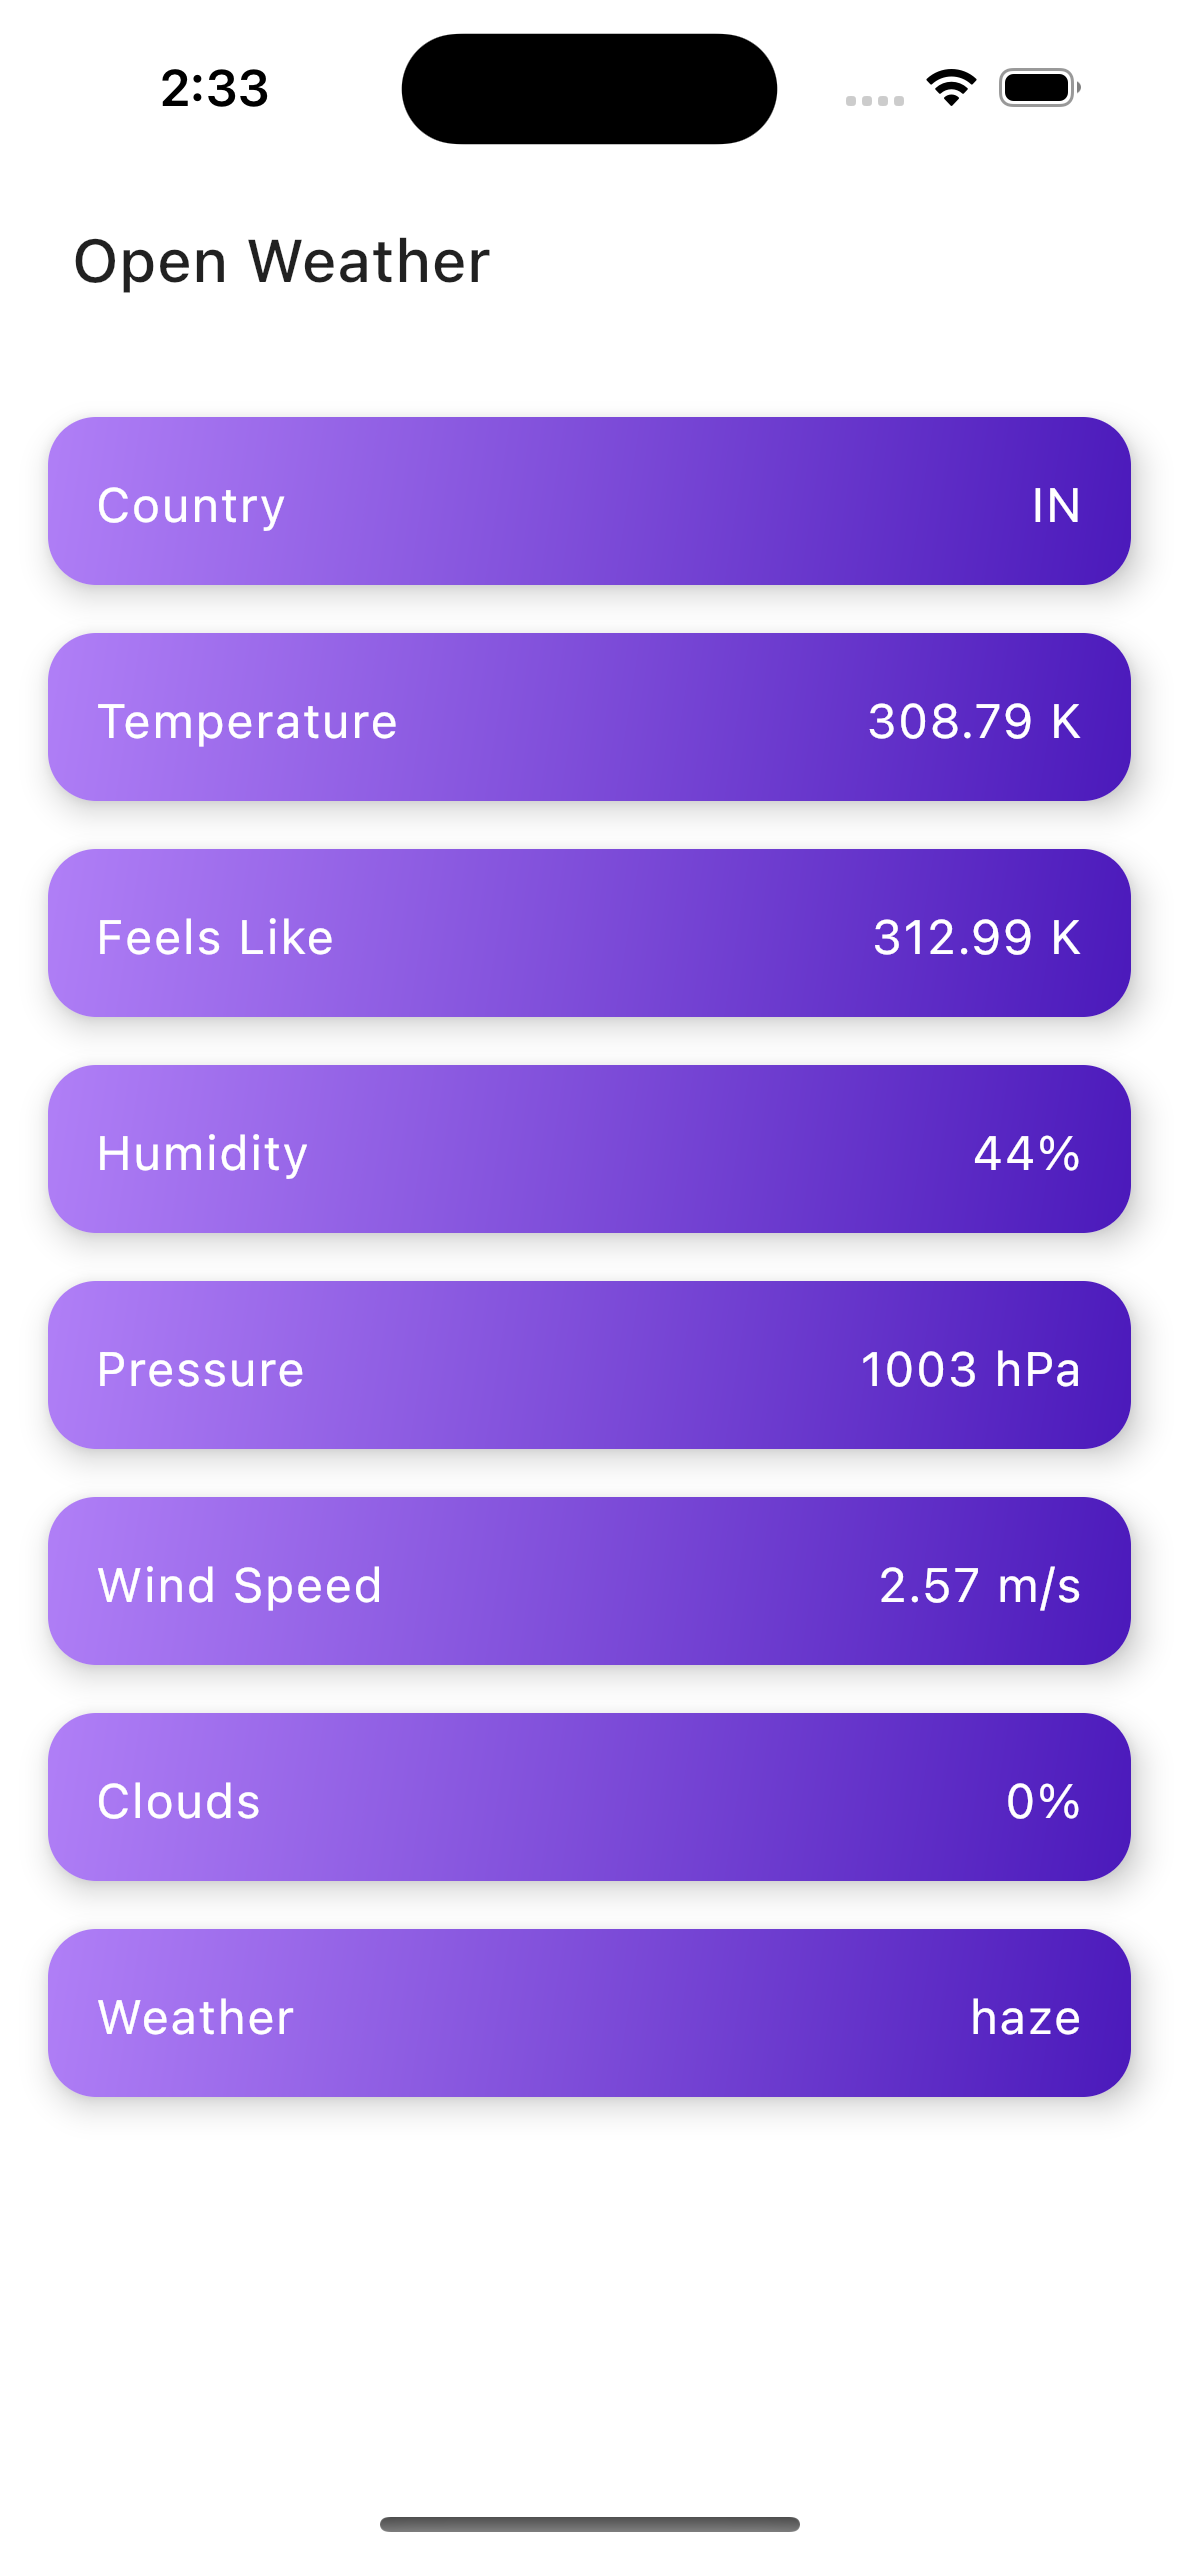 2:33
Open Weather
Country IN
Temperature 308.79 K
Feels Like 312.99 K
Humidity 44%
Pressure 1003 hPa
Wind Speed 2.57 m/s
Clouds 0%
Weather haze